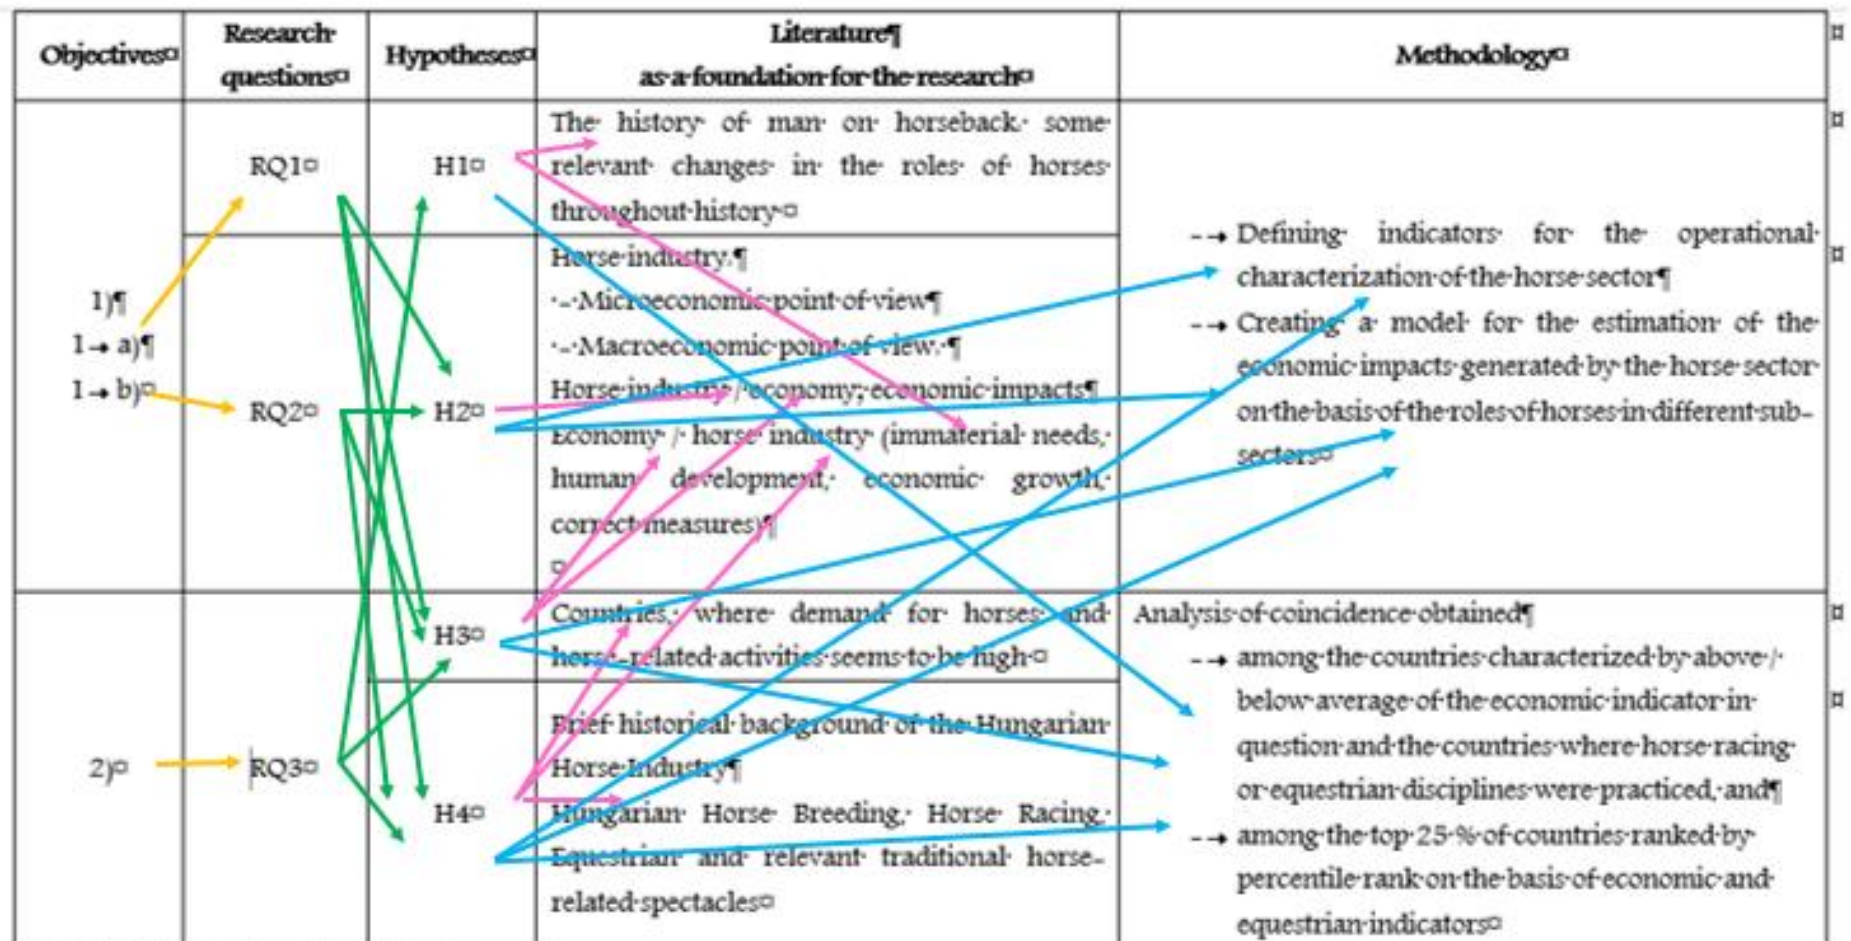 Objectives¤
Research·
questions¤
Hypotheses¤
Literature¶
as·a·foundation·for·the·research¤
Methodology¤
1)¶
1→a)¶
1→b)¤
RQ1¤
H1¤
The· history· of· man· on· horseback.· some·
relevant· changes· in· the· roles· of· horses·
throughout·history·¤
RQ2¤
H2¤
Horse·industry.¶
·-·Microeconomic·point·of·view¶
·-·Macroeconomic·point·of·view.·¶
Horse·industry·/·economy;·economic·impacts¶
Economy· /· horse· industry· (immaterial· needs,·
human· development,· economic· growth,·
correct·measures)¶
¤
-→Defining· indicators· for· the· operational·
characterization·of·the·horse·sector¶
-→Creating· a· model· for· the· estimation· of· the·
economic·impacts·generated·by·the·horse·sector·
on·the·basis·of·the·roles·of·horses·in·different·sub-
sectors¤
2)¤
RQ3¤
H3¤
Countries,· where· demand· for· horses· and·
horse·-related·activities·seems·to·be·high·¤
H4¤
Brief· historical· background· of· the· Hungarian·
Horse·Industry¶
Hungarian· Horse· Breeding,· Horse· Racing,·
Equestrian· and· relevant· traditional· horse-
related·spectacles¤
Analysis·of·coincidence·obtained¶
-→among·the·countries·characterized·by·above·/·
below·average·of·the·economic·indicator·in·
question·and·the·countries·where·horse·racing·
or·equestrian·disciplines·were·practiced,·and¶
-→among·the·top·25·%·of·countries·ranked·by·
percentile·rank·on·the·basis·of·economic·and·
equestrian·indicators¤